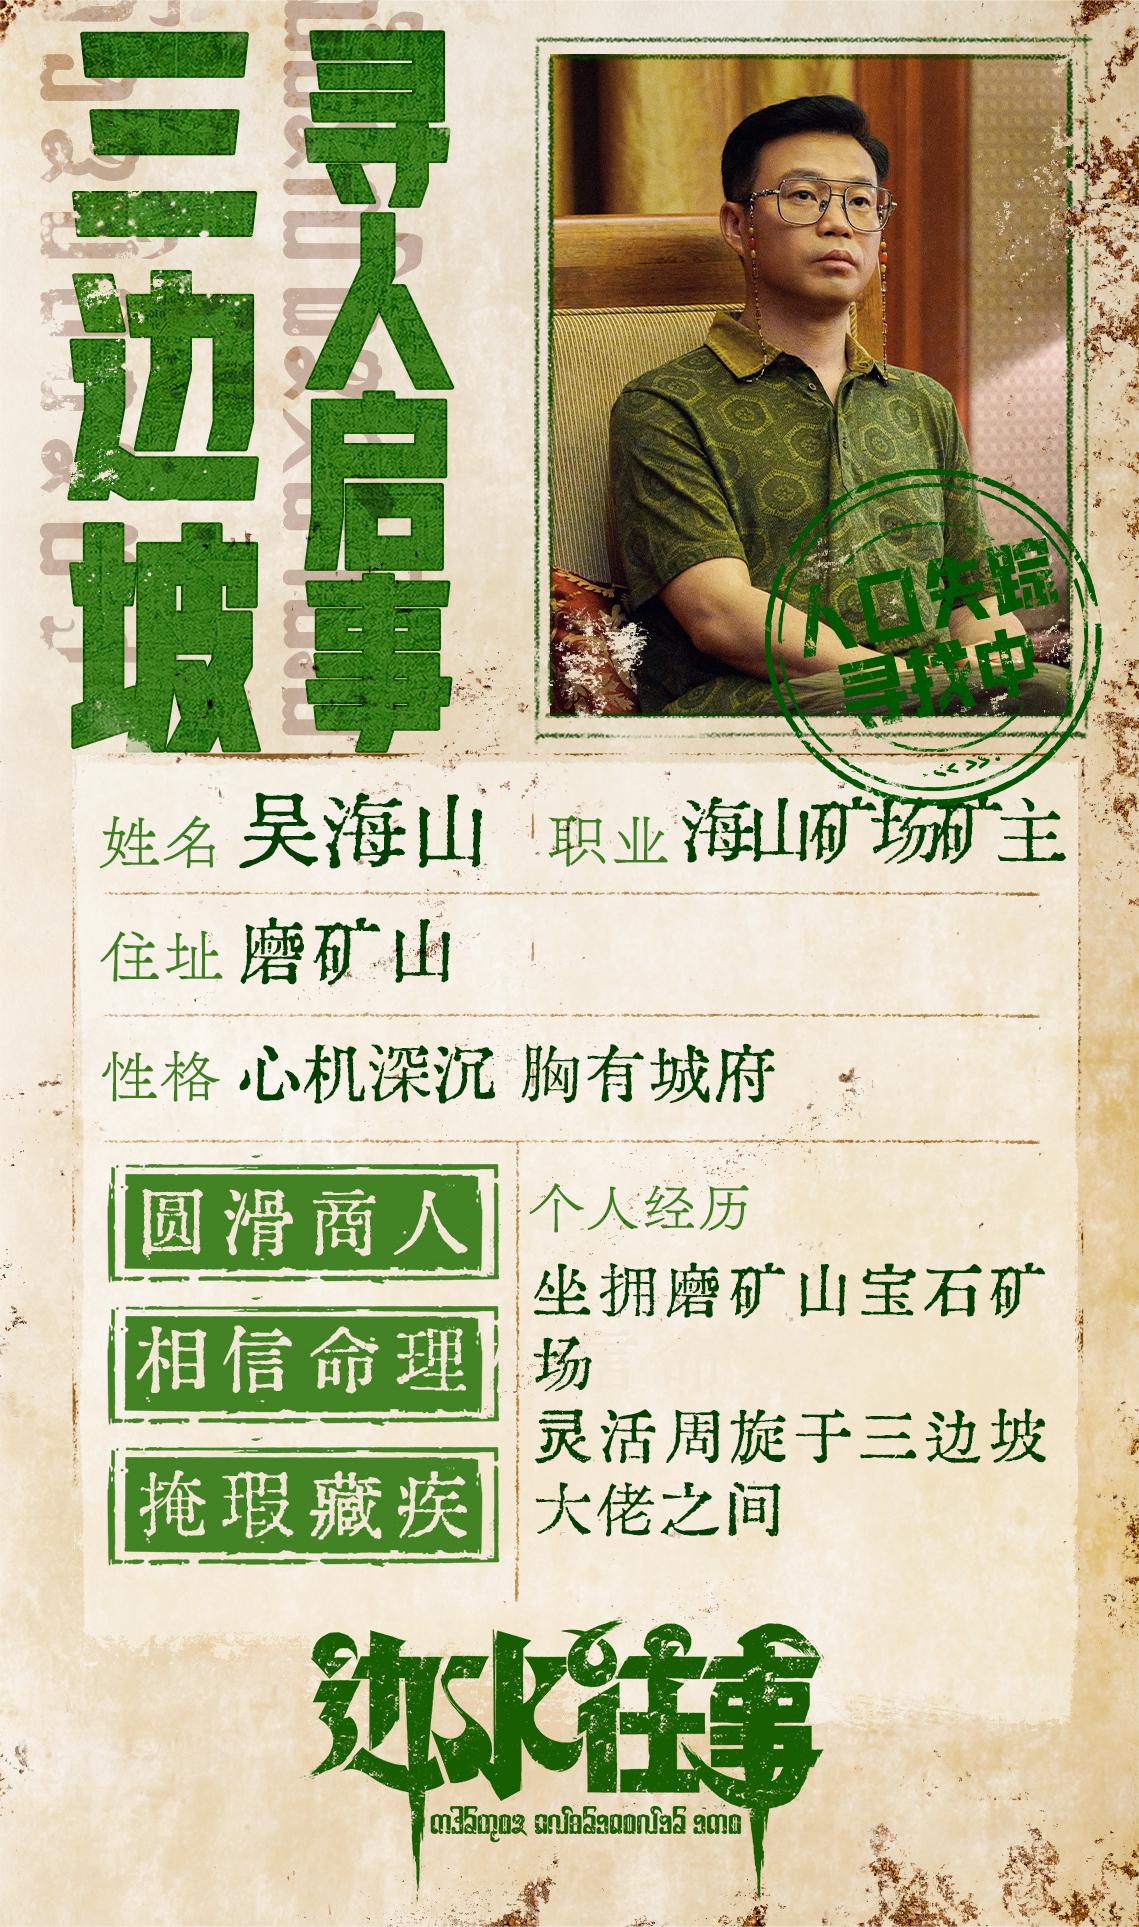 三边坡
寻人启事
人口失踪
寻找中
姓名 吴海山 职业 海山矿场矿主
住址 磨矿山
性格 心机深沉 胸有城府
圆滑商人
相信命理
掩瑕藏疾
个人经历
坐拥磨矿山宝石矿
场
灵活周旋于三边坡
大佬之间
边水往事